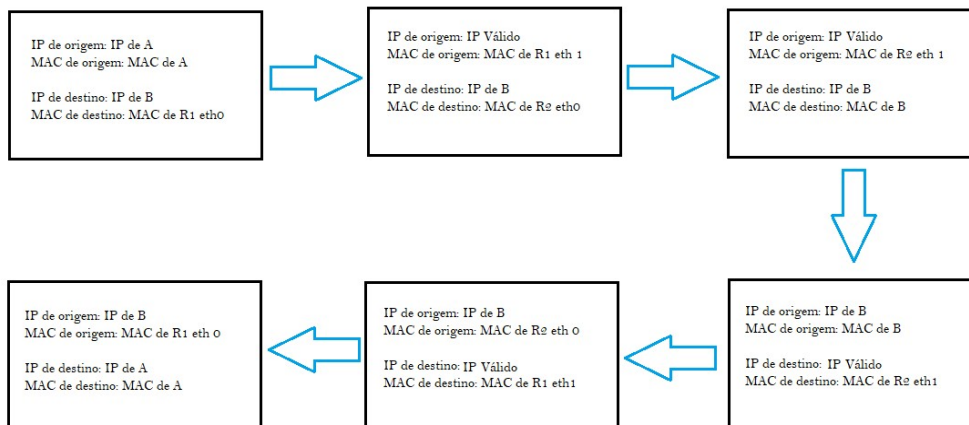 IP de origem: IP de A
MAC de origem: MAC de A
IP de destino: IP de B
MAC de destino: MAC de R1 eth0
IP de origem: IP Válido
MAC de origem: MAC de R1 eth 1
IP de destino: IP de B
MAC de destino: MAC de R2 eth0
IP de origem: IP Válido
MAC de origem: MAC de R2 eth 1
IP de destino: IP de B
MAC de destino: MAC de B
IP de origem: IP de B
MAC de origem: MAC de B
IP de destino: IP Válido
MAC de destino: MAC de R2 eth1
IP de origem: IP de B
MAC de origem: MAC de R2 eth 0
IP de destino: IP Válido
MAC de destino: MAC de R1 eth1
IP de origem: IP de B
MAC de origem: MAC de R1 eth 0
IP de destino: IP de A
MAC de destino: MAC de A